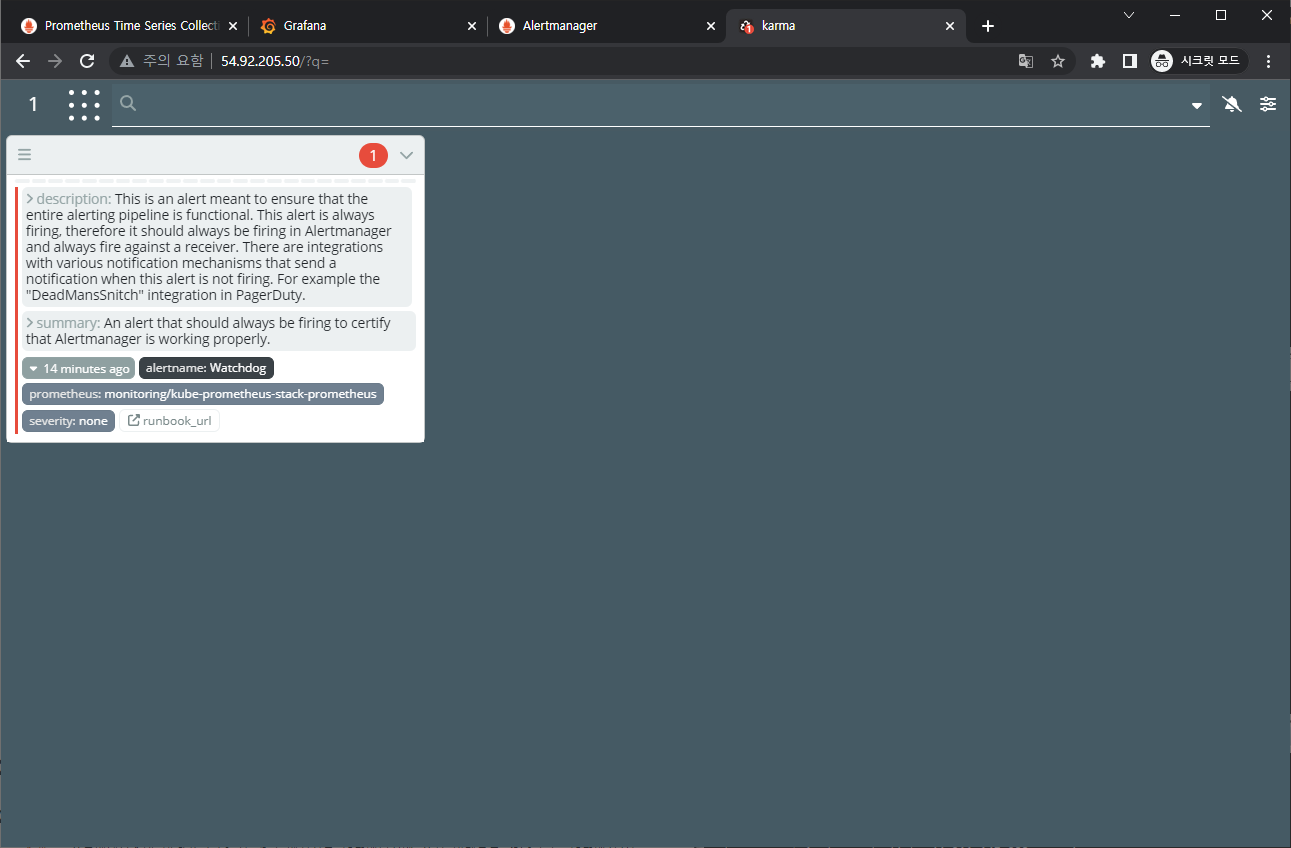 Prometheus Time Series Collecti
Grafana
Alertmanager
1
karma
주의 요함
54.92.205.50/?q=
시크릿 모드
1
1
description: This is an alert meant to ensure that the
entire alerting pipeline is functional. This alert is always
firing, therefore it should always be firing in Alertmanager
and always fire against a receiver. There are integrations
with various notification mechanisms that send a
notification when this alert is not firing. For example the
"DeadMansSnitch" integration in PagerDuty.
summary: An alert that should always be firing to certify
that Alertmanager is working properly.
14 minutes ago alertname: Watchdog
prometheus: monitoring/kube-prometheus-stack-prometheus
severity: none runbook_url